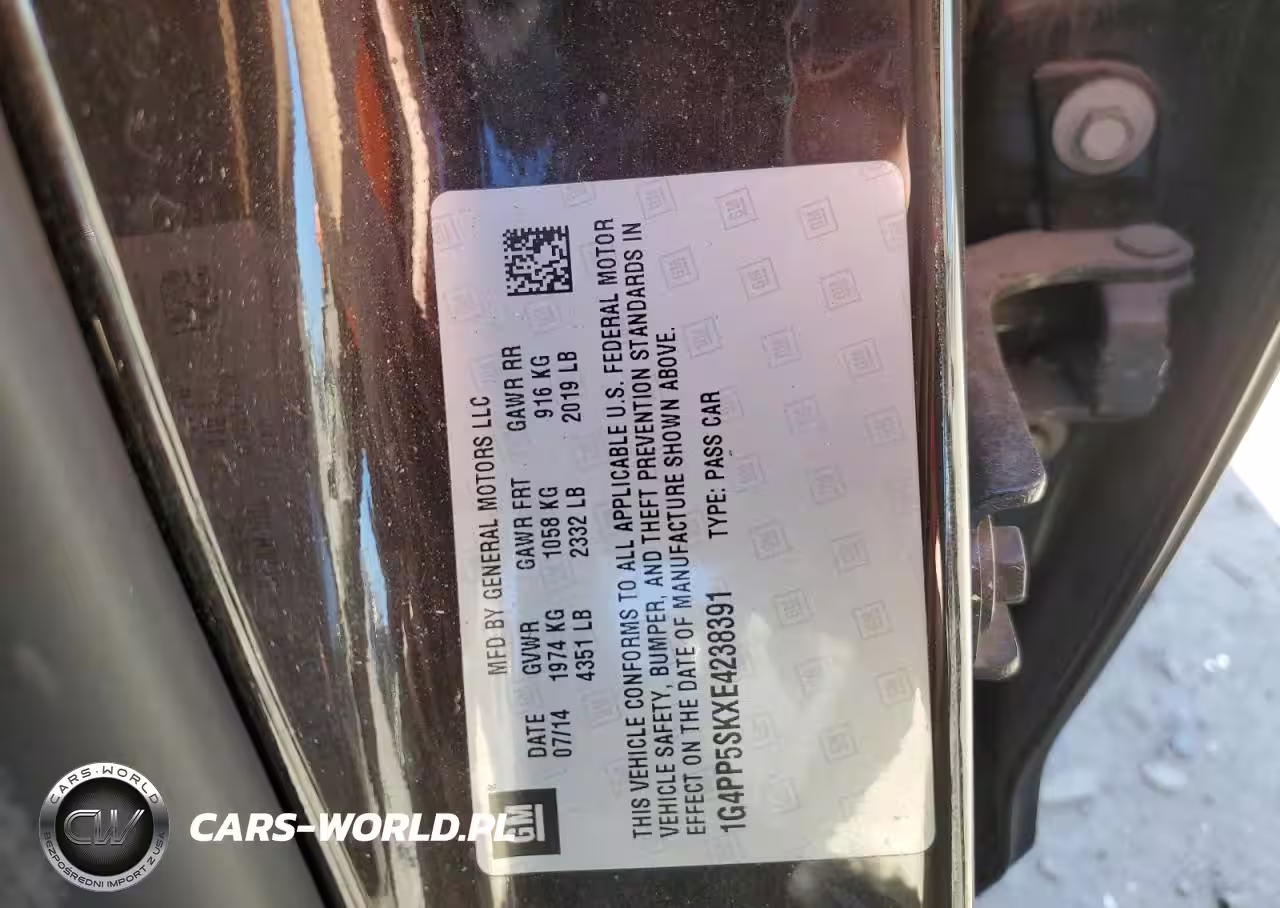 MFD BY GENERAL MOTORS LLC
DATE GVWR GAWR FRT GAWR RR
07/14 1974 KG 1058 KG 916 KG
4351 LB 2332 LB 2019 LB
GM
THIS VEHICLE CONFORMS TO ALL APPLICABLE U.S. FEDERAL MOTOR
VEHICLE SAFETY, BUMPER, AND THEFT PREVENTION STANDARDS IN
EFFECT ON THE DATE OF MANUFACTURE SHOWN ABOVE.
1G4PP5SKXE4238391 TYPE: PASS CAR
CARS-WORLD
CW
BEZPOŚREDNI IMPORT Z USA
CARS-WORLD.PL